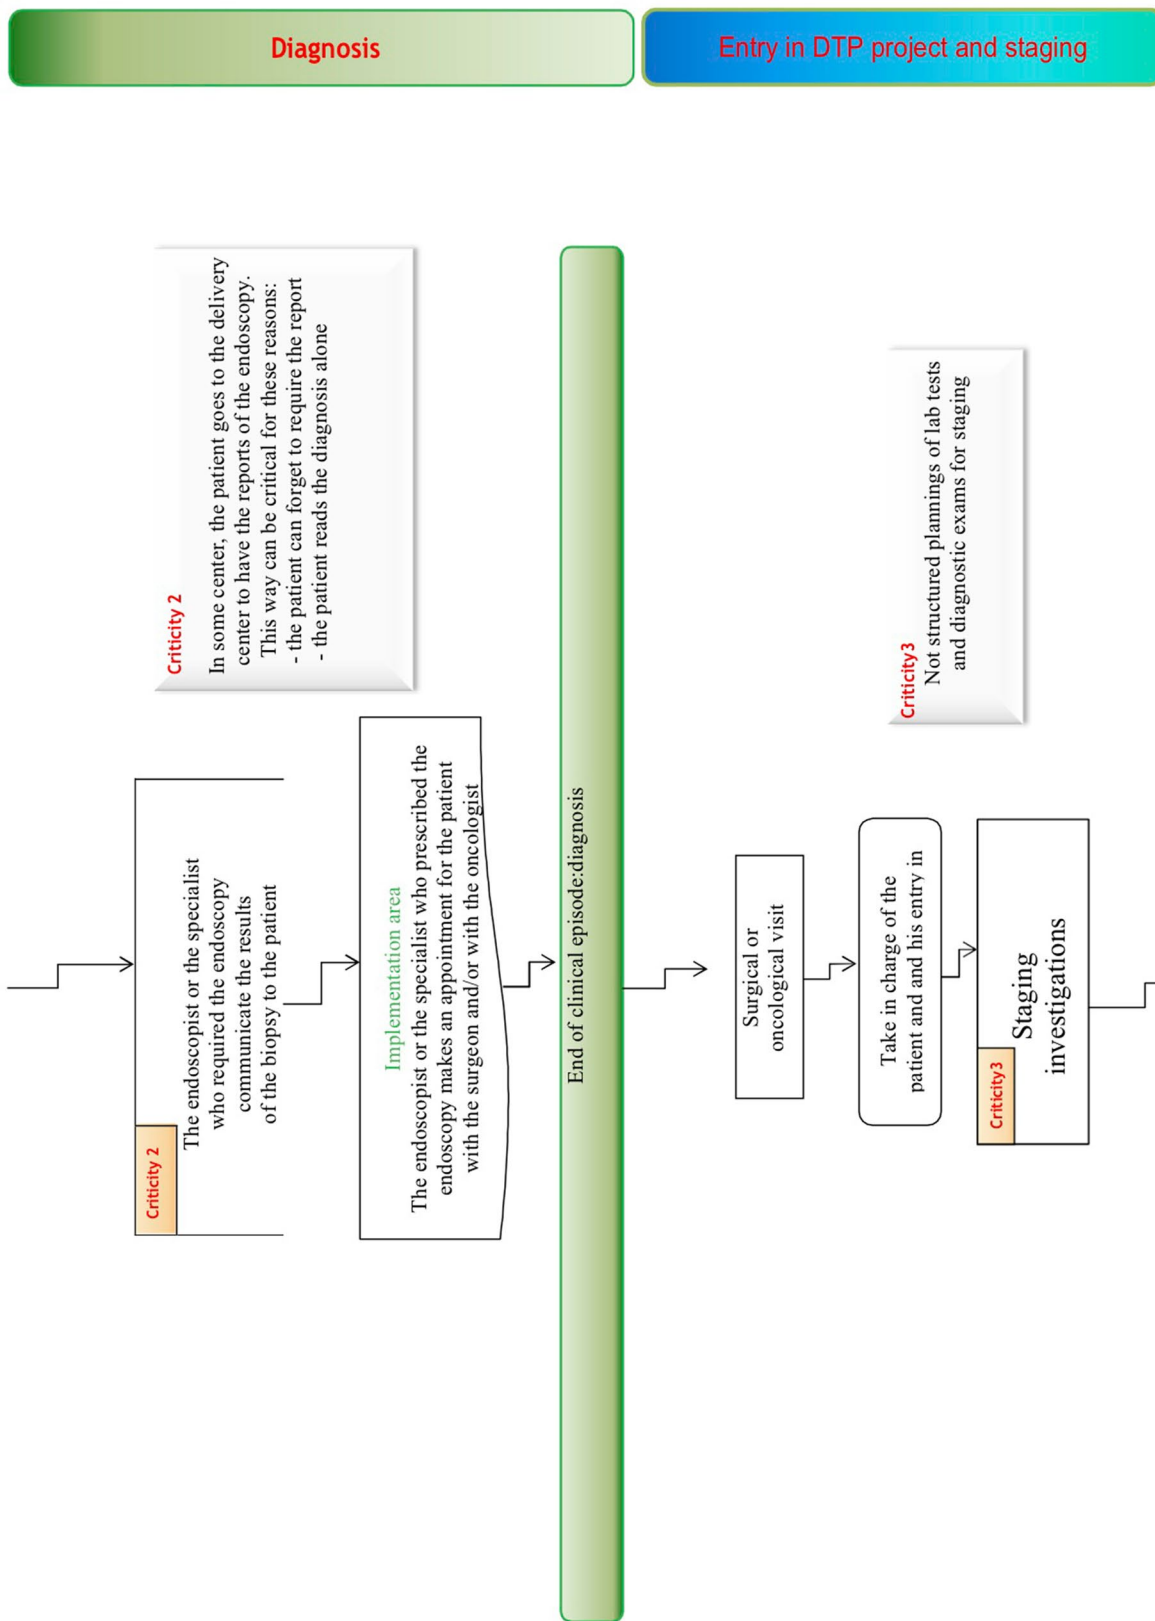 Diagnosis
Entry in DTP project and staging
Criticity 2
The endoscopist or the specialist
who required the endoscopy
communicate the results
of the biopsy to the patient
Criticity 2
In some center, the patient goes to the delivery
center to have the reports of the endoscopy.
This way can be critical for these reasons:
- the patient can forget to require the report
- the patient reads the diagnosis alone
Implementation area
The endoscopist or the specialist who prescribed the
endoscopy makes an appointment for the patient
with the surgeon and/or with the oncologist
End of clinical episode:diagnosis
Surgical or
oncological visit
Take in charge of the
patient and and his entry in
Criticity3
Staging
investigations
Criticity3
Not structured plannings of lab tests
and diagnostic exams for staging